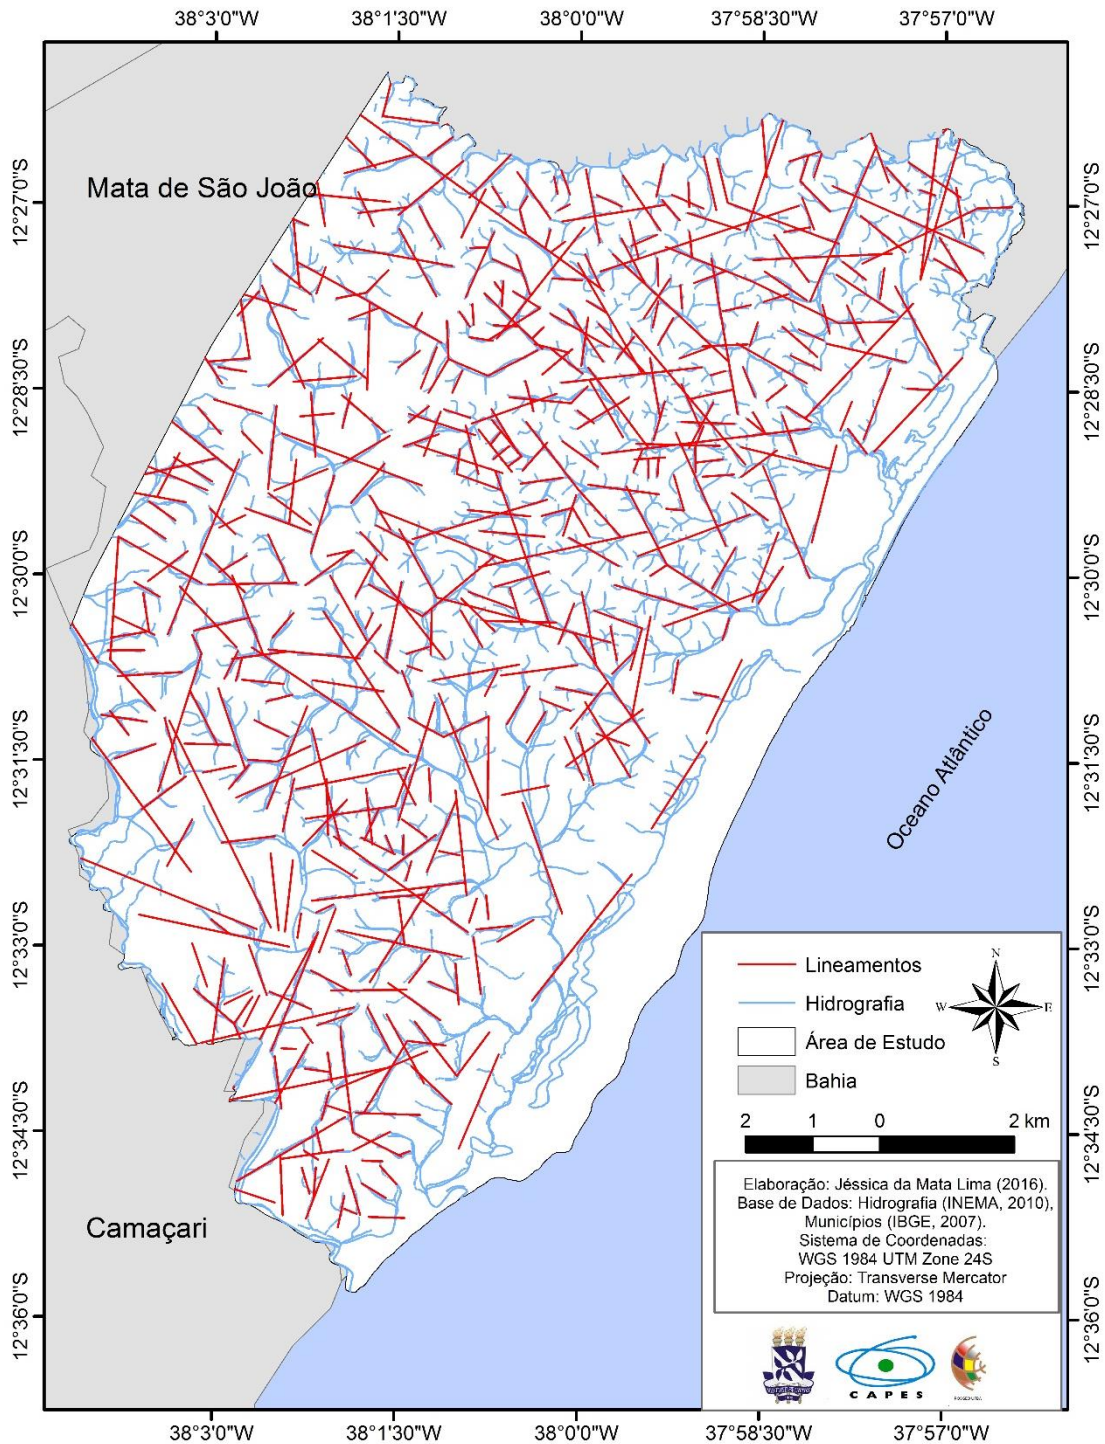 38°3'0"W 38°1'30"W 38°0'0"W 37°58'30"W 37°57'0"W
12°27'0"S
12°28'30"S
12°30'0"S
12°31'30"S
12°33'0"S
12°34'30"S
12°36'0"S
Mata de São João
Oceano Atlântico
Camaçari
12°27'0"S
12°28'30"S
12°30'0"S
12°31'30"S
12°33'0"S
12°34'30"S
12°36'0"S
Lineamentos
Hidrografia
Área de Estudo
Bahia
N
W
E
S
2 1 0 2 km
Elaboração: Jéssica da Mata Lima (2016).
Base de Dados: Hidrografia (INEMA, 2010),
Municípios (IBGE, 2007).
Sistema de Coordenadas:
WGS 1984 UTM Zone 24S
Projeção: Transverse Mercator
Datum: WGS 1984
CAPES
38°3'0"W 38°1'30"W 38°0'0"W 37°58'30"W 37°57'0"W